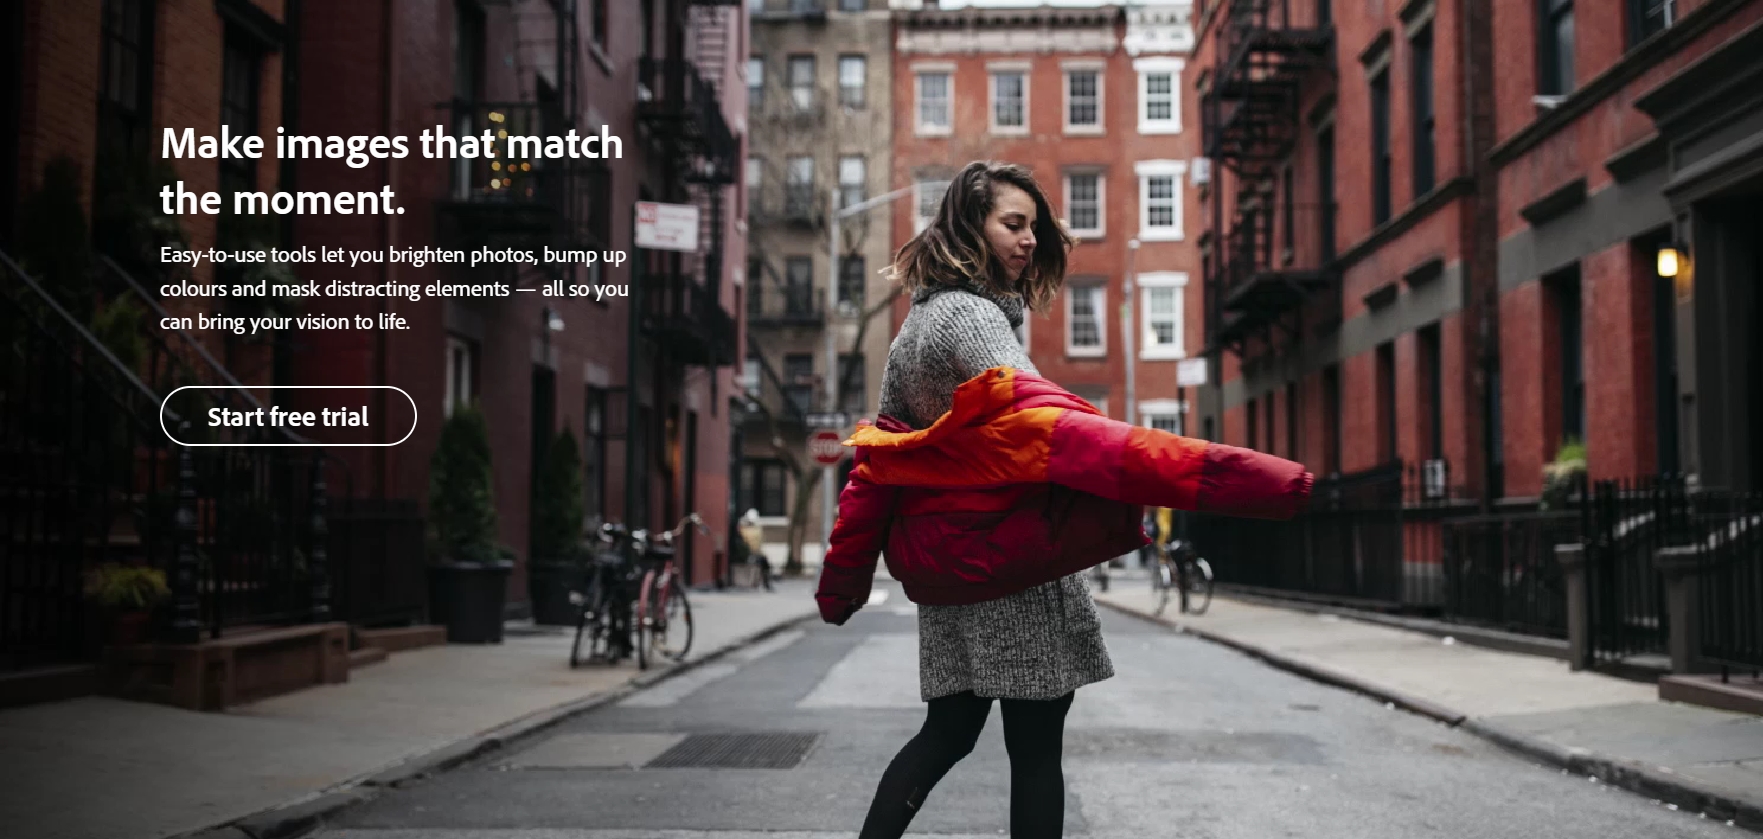 Make images that match
the moment.
Easy-to-use tools let you brighten photos, bump up
colours and mask distracting elements — all so you
can bring your vision to life.
Start free trial
STOP